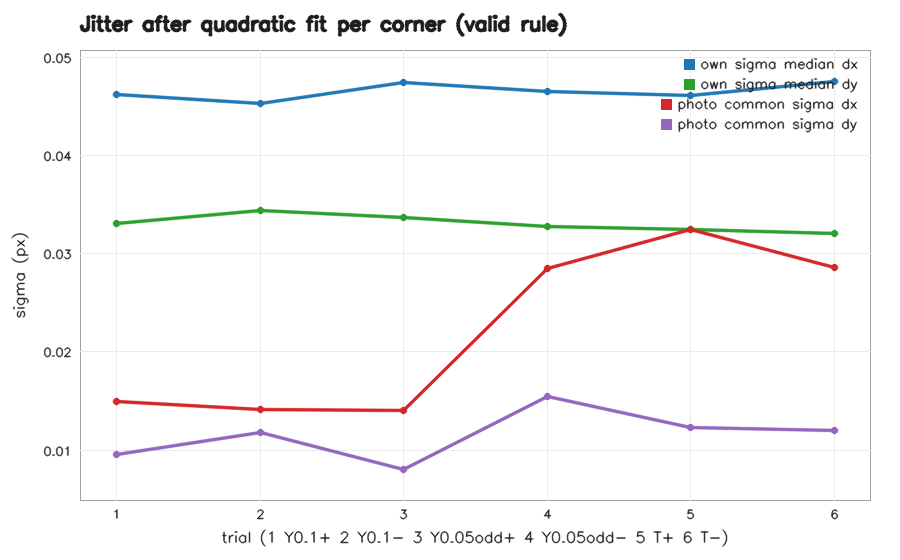 Jitter after quadratic fit per corner (valid rule)
own sigma median dx
own sigma median dy
photo common sigma dx
photo common sigma dy
0.05
0.04
0.03
0.02
0.01
sigma (px)
1 2 3 4 5 6
trial (1 Y0.1+ 2 Y0.1- 3 Y0.05odd+ 4 Y0.05odd- 5 T+ 6 T-)